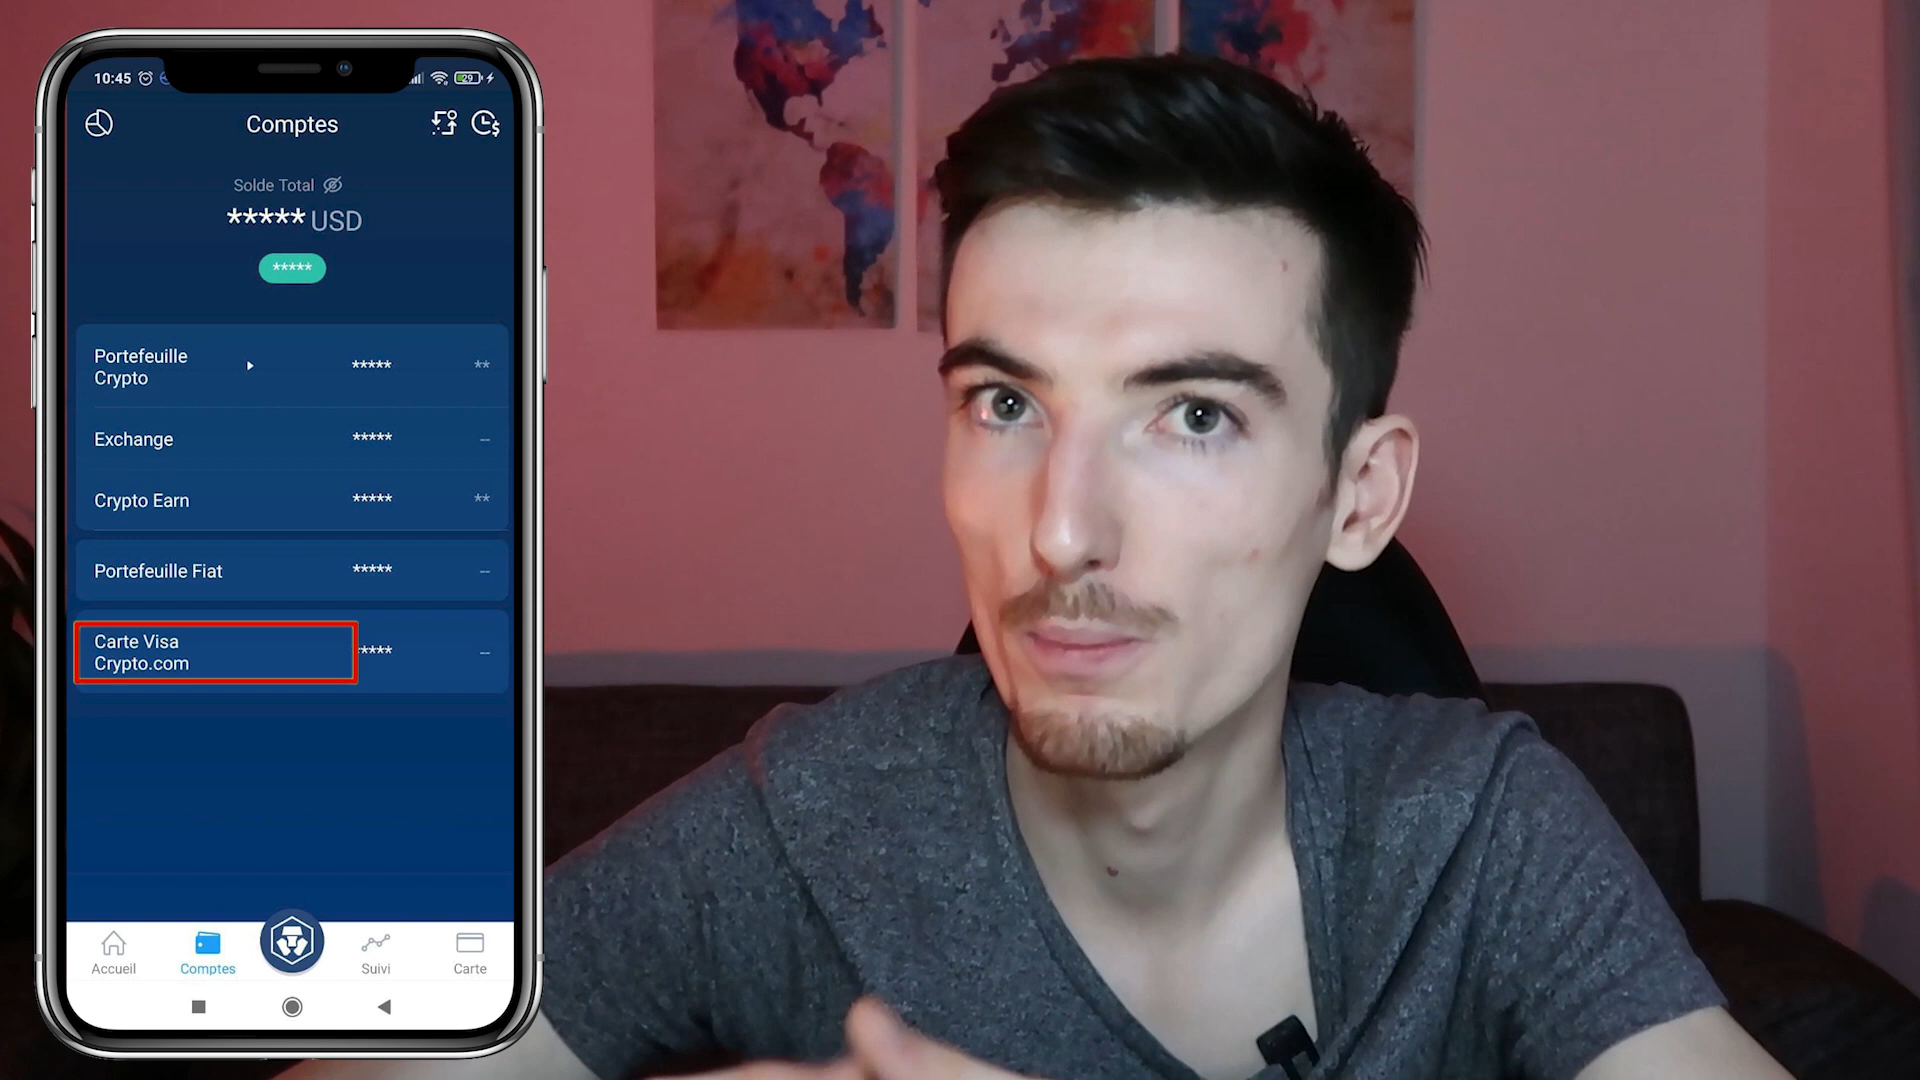 10:45
29
Comptes
Solde Total
***** USD
*****
Portefeuille
Crypto
***** **
Exchange ***** --
Crypto Earn ***** **
Portefeuille Fiat ***** --
Carte Visa
Crypto.com
***** --
Accueil Comptes Suivi Carte